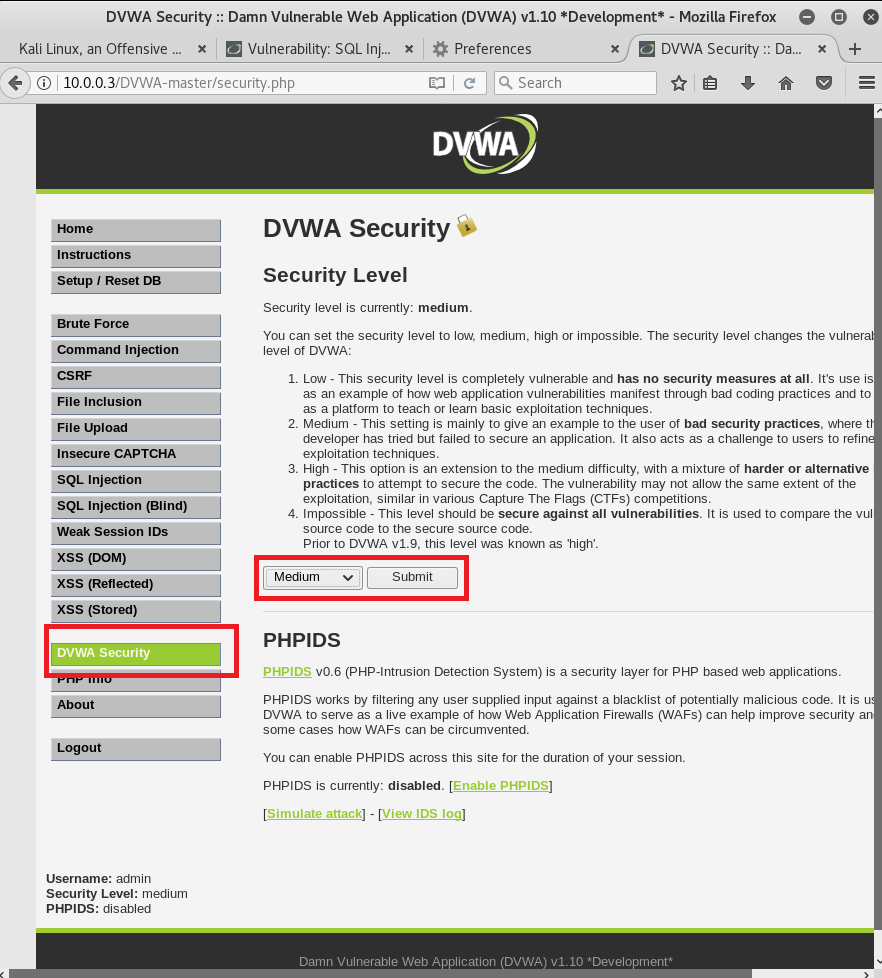 DVWA Security :: Damn Vulnerable Web Application (DVWA) v1.10 *Development* - Mozilla Firefox
Kali Linux, an Offensive ...
Vulnerability: SQL Inj...
Preferences
DVWA Security :: Da...
10.0.0.3/DVWA-master/security.php
Search
DVWA
Home
Instructions
Setup / Reset DB
Brute Force
Command Injection
CSRF
File Inclusion
File Upload
Insecure CAPTCHA
SQL Injection
SQL Injection (Blind)
Weak Session IDs
XSS (DOM)
XSS (Reflected)
XSS (Stored)
DVWA Security
PHP Info
About
Logout
DVWA Security
Security Level
Security level is currently: medium.
You can set the security level to low, medium, high or impossible. The security level changes the
level of DVWA:
1. Low - This security level is completely vulnerable and has no security measures at all. It's use is
as an example of how web application vulnerabilities manifest through bad coding practices and to
as a platform to teach or learn basic exploitation techniques.
2. Medium - This setting is mainly to give an example to the user of bad security practices, where
developer has tried but failed to secure an application. It also acts as a challenge to users to refine
exploitation techniques.
3. High - This option is an extension to the medium difficulty, with a mixture of harder or alternative
practices to attempt to secure the code. The vulnerability may not allow the same extent of the
exploitation, similar in various Capture The Flags (CTFs) competitions.
4. Impossible - This level should be secure against all vulnerabilities. It is used to compare the
source code to the secure source code.
Prior to DVWA v1.9, this level was known as 'high'.
Medium
Submit
PHPIDS
PHPIDS v0.6 (PHP-Intrusion Detection System) is a security layer for PHP based web applications.
PHPIDS works by filtering any user supplied input against a blacklist of potentially malicious code. It is
DVWA to serve as a live example of how Web Application Firewalls (WAFs) can help improve security
some cases how WAFs can be circumvented.
You can enable PHPIDS across this site for the duration of your session.
PHPIDS is currently: disabled. [Enable PHPIDS]
[Simulate attack] - [View IDS log]
Username: admin
Security Level: medium
PHPIDS: disabled
Damn Vulnerable Web Application (DVWA) v1.10 *Development*